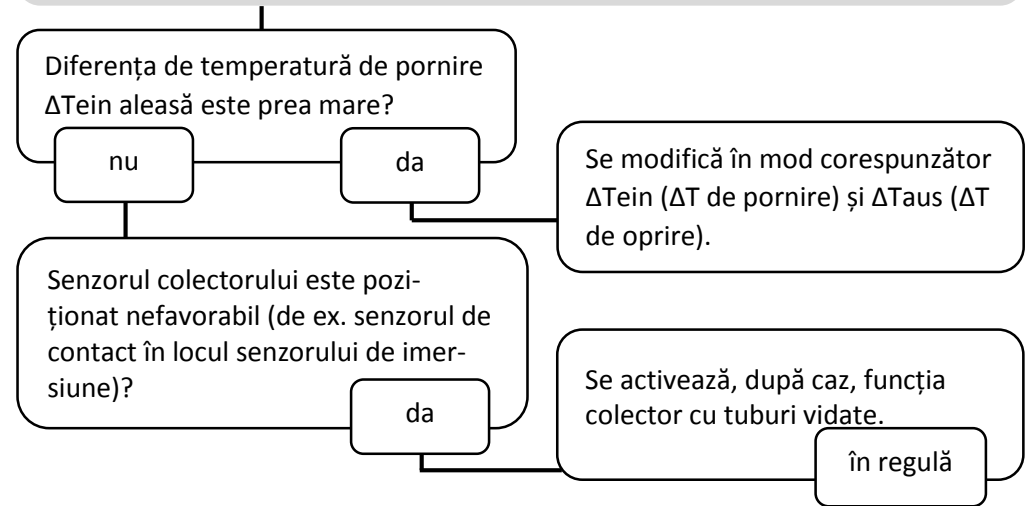 Diferența de temperatură de pornire
ΔTein aleasă este prea mare?
nu
da
Se modifică în mod corespunzător
ΔTein (ΔT de pornire) și ΔTaus (ΔT
de oprire).
Senzorul colectorului este pozi-
ționat nefavorabil (de ex. senzorul de
contact în locul senzorului de imer-
siune)?
da
Se activează, după caz, funcția
colector cu tuburi vidate.
în regulă